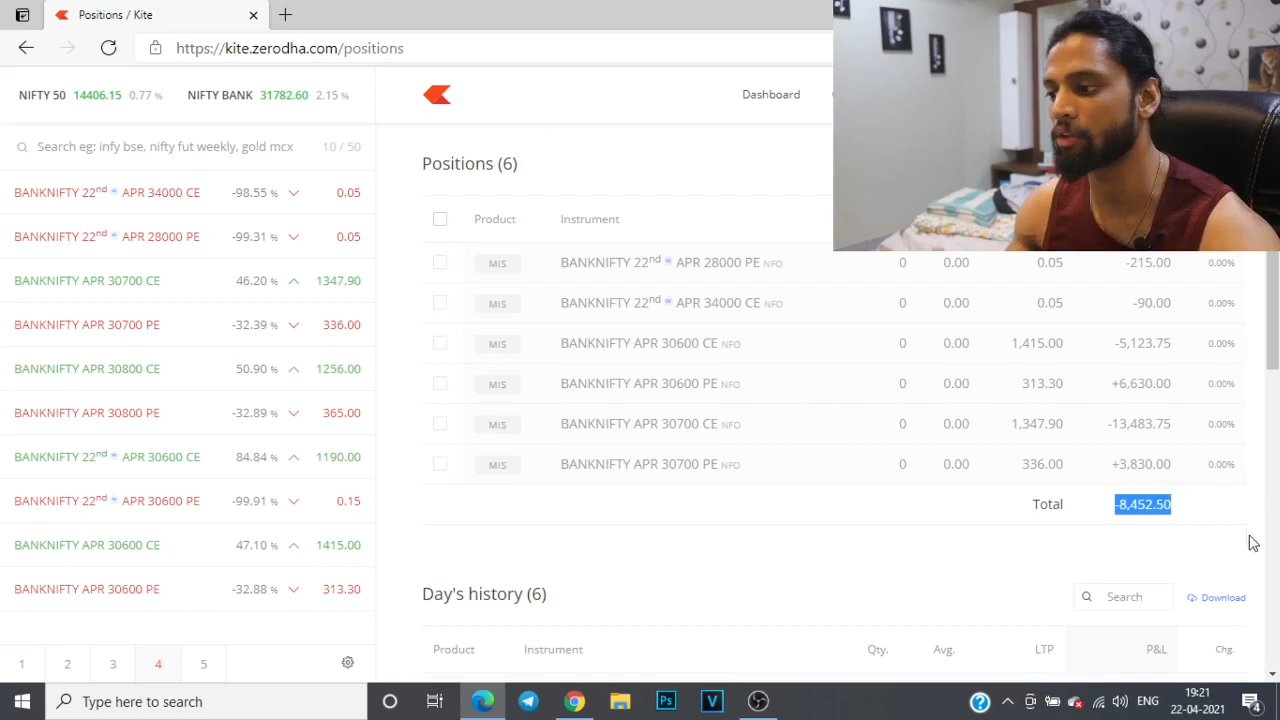 Positions / Kite
https://kite.zerodha.com/positions
NIFTY 50 14406.15 0.77 % NIFTY BANK 31782.60 2.15 %
Dashboard
Search eg: infy bse, nifty fut weekly, gold mcx 10 / 50
BANKNIFTY 22nd w APR 34000 CE -98.55 % 0.05
BANKNIFTY 22nd w APR 28000 PE -99.31 % 0.05
BANKNIFTY APR 30700 CE 46.20 % 1347.90
BANKNIFTY APR 30700 PE -32.39 % 336.00
BANKNIFTY APR 30800 CE 50.90 % 1256.00
BANKNIFTY APR 30800 PE -32.89 % 365.00
BANKNIFTY 22nd w APR 30600 CE 84.84 % 1190.00
BANKNIFTY 22nd w APR 30600 PE -99.91 % 0.15
BANKNIFTY APR 30600 CE 47.10 % 1415.00
BANKNIFTY APR 30600 PE -32.88 % 313.30
1 2 3 4 5
Positions (6)
Product Instrument
MIS BANKNIFTY 22nd w APR 28000 PE NFO 0 0.00 0.05 -215.00 0.00%
MIS BANKNIFTY 22nd w APR 34000 CE NFO 0 0.00 0.05 -90.00 0.00%
MIS BANKNIFTY APR 30600 CE NFO 0 0.00 1,415.00 -5,123.75 0.00%
MIS BANKNIFTY APR 30600 PE NFO 0 0.00 313.30 +6,630.00 0.00%
MIS BANKNIFTY APR 30700 CE NFO 0 0.00 1,347.90 -13,483.75 0.00%
MIS BANKNIFTY APR 30700 PE NFO 0 0.00 336.00 +3,830.00 0.00%
Total -8,452.50
Day's history (6) Search Download
Product Instrument Qty. Avg. LTP P&L Chg.
Type here to search
Ps V ENG 19:21
22-04-2021 4